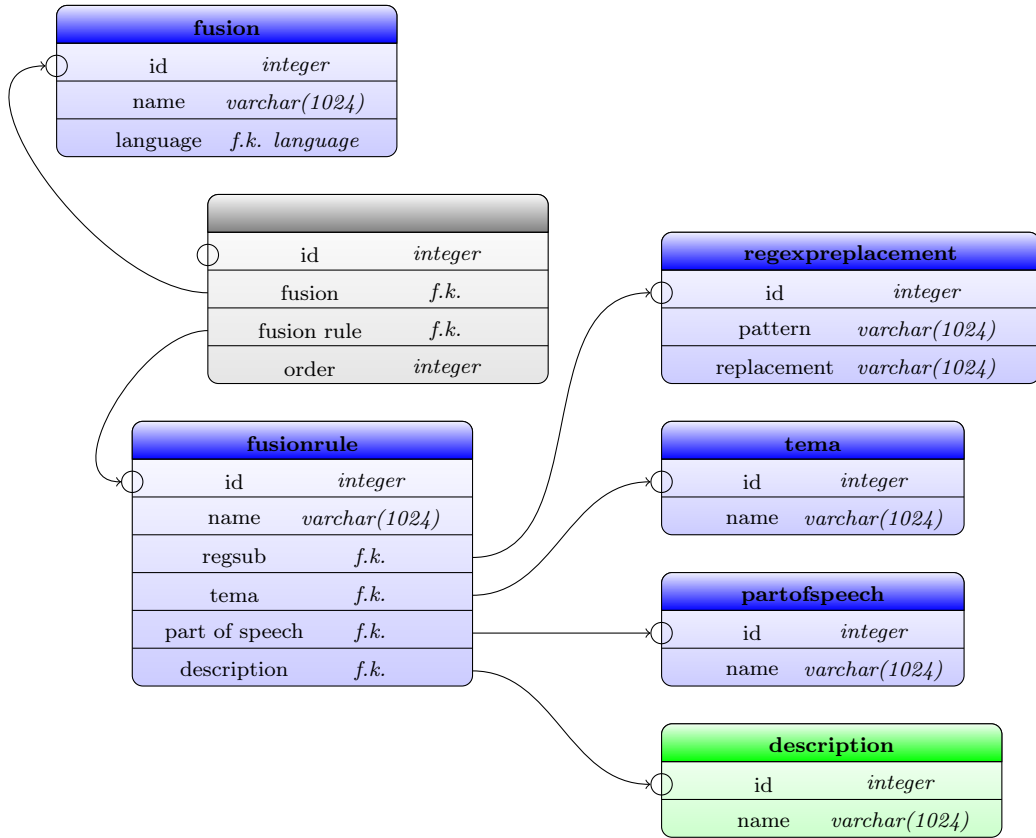 fusion
id integer
name varchar(1024)
language f.k. language
id integer
fusion f.k.
fusion rule f.k.
order integer
fusionrule
id integer
name varchar(1024)
regsub f.k.
tema f.k.
part of speech f.k.
description f.k.
regexpreplacement
id integer
pattern varchar(1024)
replacement varchar(1024)
tema
id integer
name varchar(1024)
partofspeech
id integer
name varchar(1024)
description
id integer
name varchar(1024)